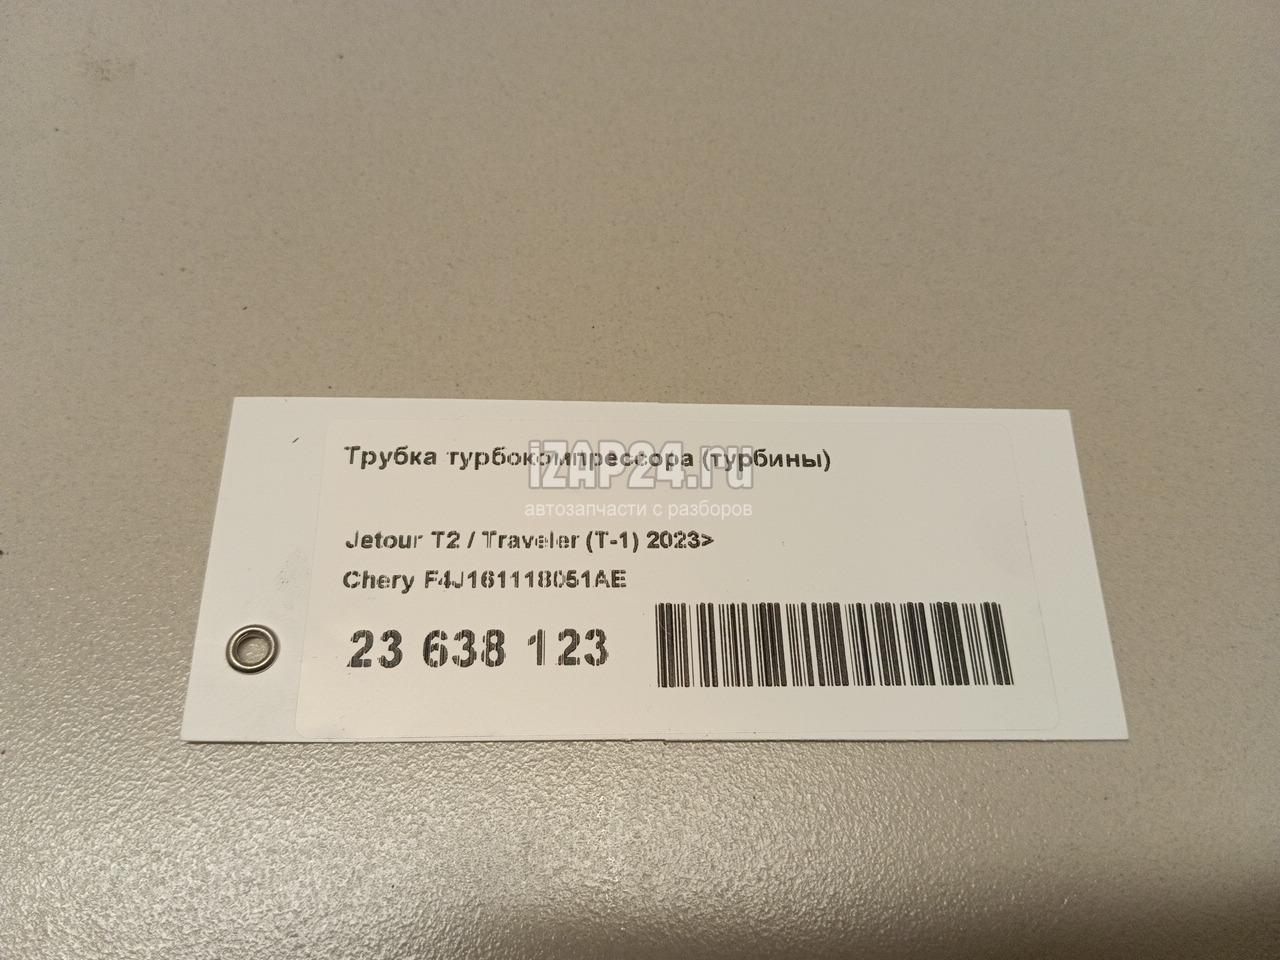 Трубка турбокомпрессора (турбины)
iZAP24.ru
автозапчасти с разборов
Jetour T2 / Traveler (T-1) 2023>
Chery F4J161118051AE
23 638 123